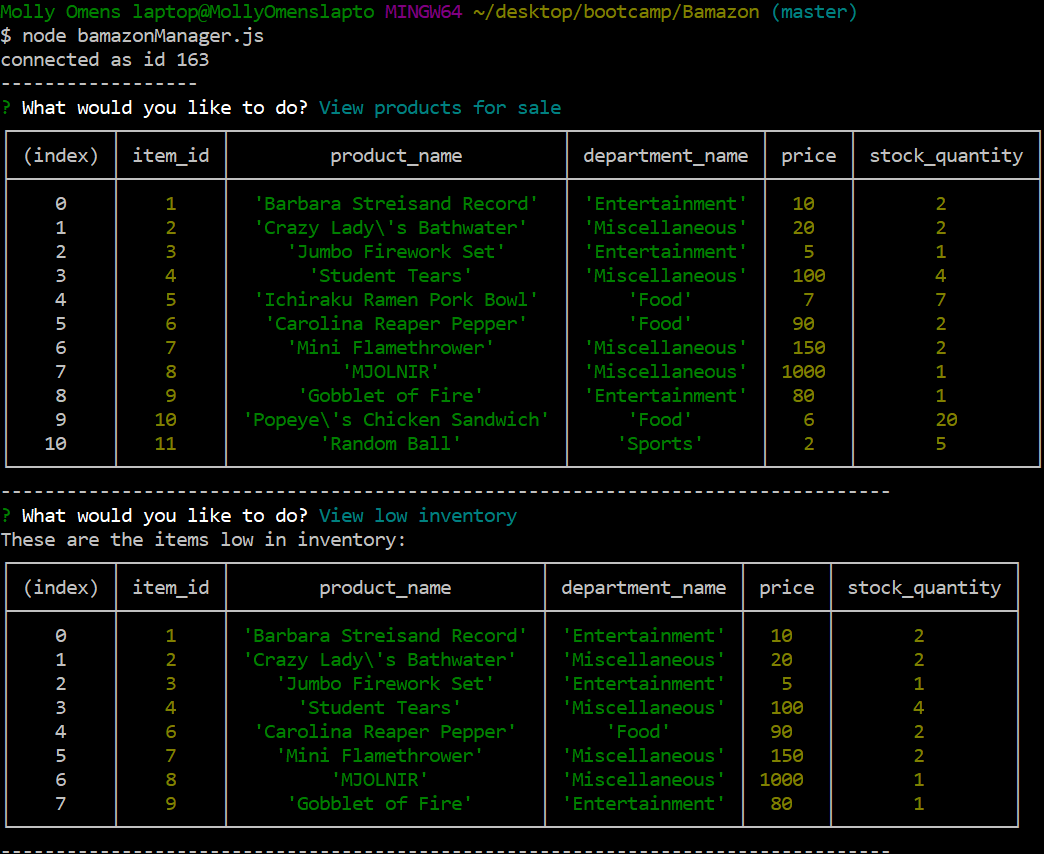 Molly Omens laptop@MollyOmenslapto MINGW64 ~/desktop/bootcamp/Bamazon (master)
$ node bamazonManager.js
connected as id 163
------------------
? What would you like to do? View products for sale
(index) item_id product_name department_name price stock_quantity
0 1 'Barbara Streisand Record' 'Entertainment' 10 2
1 2 'Crazy Lady\'s Bathwater' 'Miscellaneous' 20 2
2 3 'Jumbo Firework Set' 'Entertainment' 5 1
3 4 'Student Tears' 'Miscellaneous' 100 4
4 5 'Ichiraku Ramen Pork Bowl' 'Food' 7 7
5 6 'Carolina Reaper Pepper' 'Food' 90 2
6 7 'Mini Flamethrower' 'Miscellaneous' 150 2
7 8 'MJOLNIR' 'Miscellaneous' 1000 1
8 9 'Gobblet of Fire' 'Entertainment' 80 1
9 10 'Popeye\'s Chicken Sandwich' 'Food' 6 20
10 11 'Random Ball' 'Sports' 2 5
---------------------------------------------------------------------------------
? What would you like to do? View low inventory
These are the items low in inventory:
(index) item_id product_name department_name price stock_quantity
0 1 'Barbara Streisand Record' 'Entertainment' 10 2
1 2 'Crazy Lady\'s Bathwater' 'Miscellaneous' 20 2
2 3 'Jumbo Firework Set' 'Entertainment' 5 1
3 4 'Student Tears' 'Miscellaneous' 100 4
4 6 'Carolina Reaper Pepper' 'Food' 90 2
5 7 'Mini Flamethrower' 'Miscellaneous' 150 2
6 8 'MJOLNIR' 'Miscellaneous' 1000 1
7 9 'Gobblet of Fire' 'Entertainment' 80 1
---------------------------------------------------------------------------------